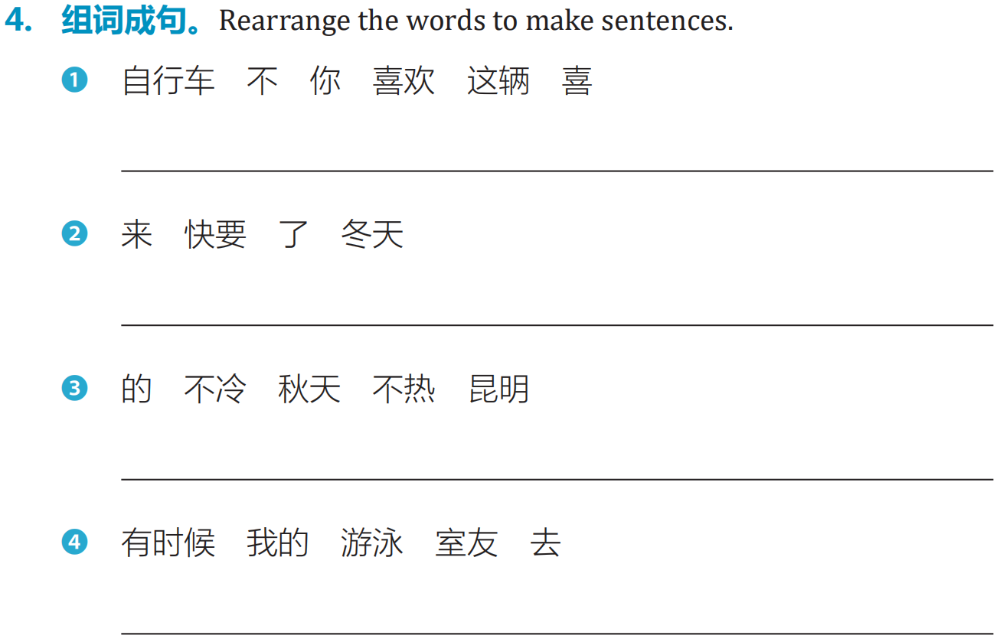 4. 组词成句。 Rearrange the words to make sentences.
1 自行车 不 你 喜欢 这辆 喜
2 来 快要 了 冬天
3 的 不冷 秋天 不热 昆明
4 有时候 我的 游泳 室友 去